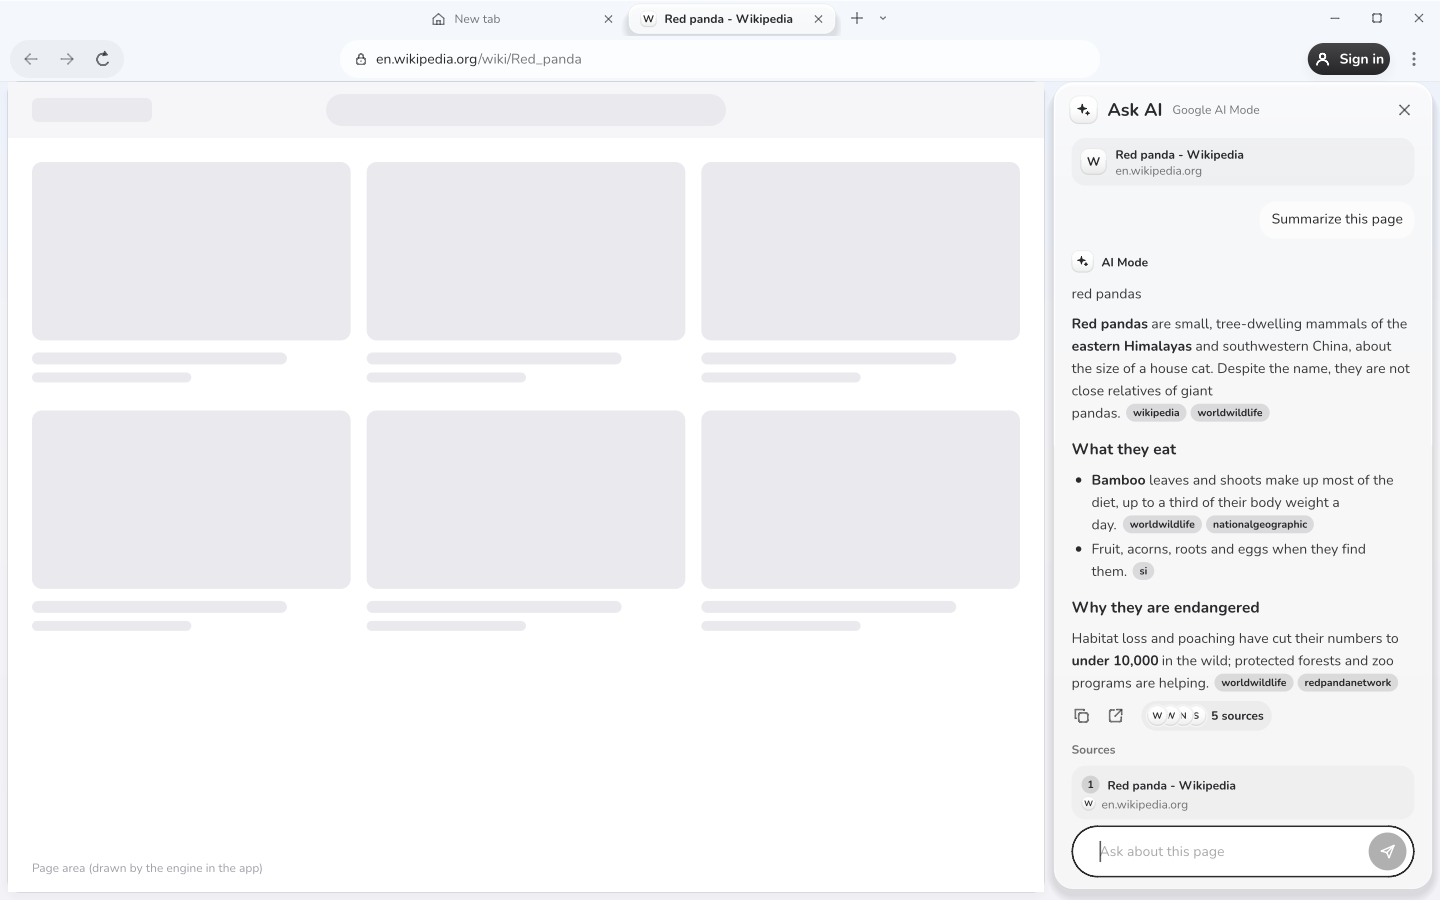 New tab
W Red panda - Wikipedia
en.wikipedia.org/wiki/Red_panda
Sign in
Ask AI Google AI Mode
W
Red panda - Wikipedia
en.wikipedia.org
Summarize this page
AI Mode
red pandas
Red pandas are small, tree-dwelling mammals of the
eastern Himalayas and southwestern China, about
the size of a house cat. Despite the name, they are not
close relatives of giant
pandas. wikipedia worldwildlife
What they eat
• Bamboo leaves and shoots make up most of the
diet, up to a third of their body weight a
day. worldwildlife nationalgeographic
• Fruit, acorns, roots and eggs when they find
them. si
Why they are endangered
Habitat loss and poaching have cut their numbers to
under 10,000 in the wild; protected forests and zoo
programs are helping. worldwildlife redpandanetwork
W W N S 5 sources
Sources
1 Red panda - Wikipedia
W en.wikipedia.org
Ask about this page
Page area (drawn by the engine in the app)